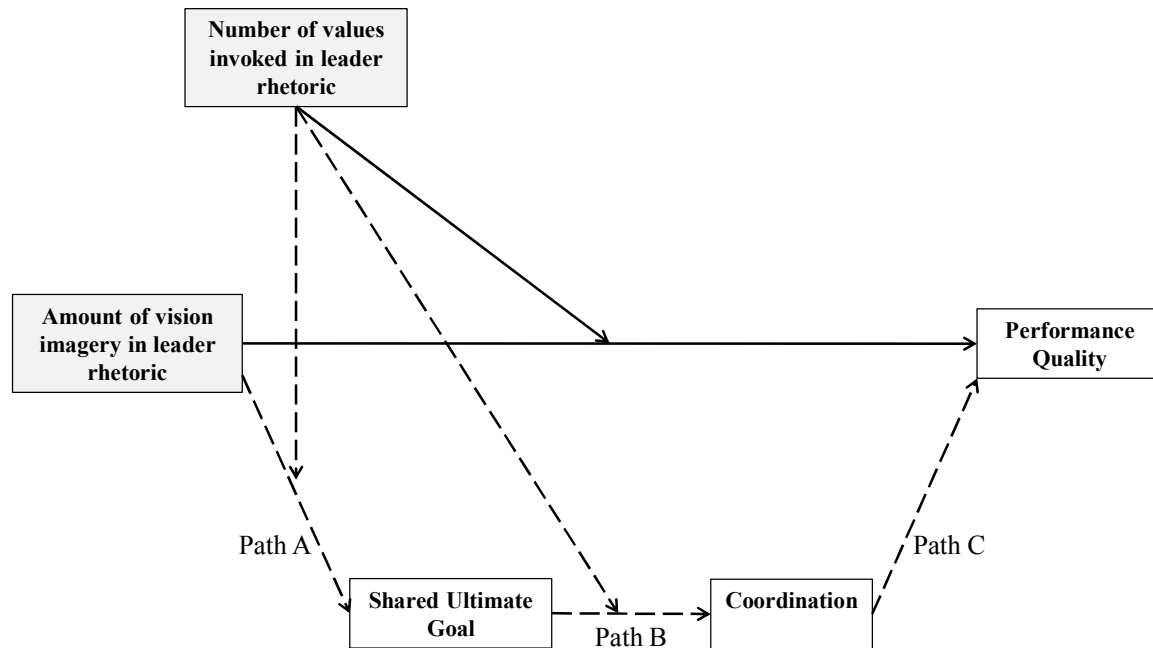 Number of values
invoked in leader
rhetoric
Amount of vision
imagery in leader
rhetoric
Performance
Quality
Path A
Path C
Shared Ultimate
Goal
Coordination
Path B